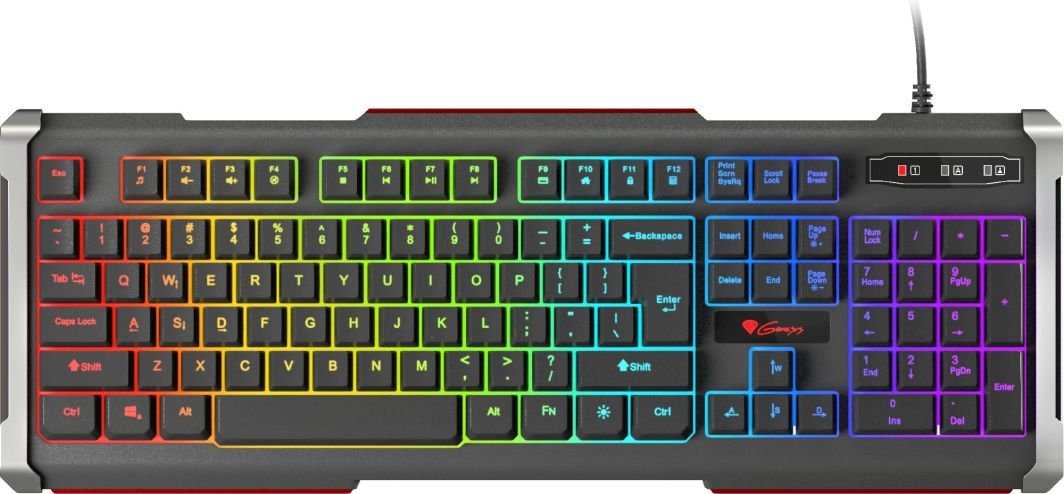 Esc F1 F2 F3 F4 F5 F6 F7 F8 F9 F10 F11 F12 Print Scrn SysRq Scroll Lock Pause Break 1 A
~ ` ! 1 @ 2 # 3 $ 4 % 5 ^ 6 & 7 * 8 ( 9 ) 0 _ - + = ←Backspace Insert Home Page Up Num Lock / * -
Tab Q W↑ E R T Y U I O P { [ } ] Enter Delete End Page Down 7 Home 8 ↑ 9 PgUp +
Caps Lock A S↓ D F G H J K L : ; " ' | \ Genesis 4 ← 5 6 →
Shift Z X C V B N M < , > . ? / Shift ↑W 1 End 2 ↓ 3 PgDn Enter
Ctrl Alt Alt FN Ctrl A ↓S D 0 Ins . Del